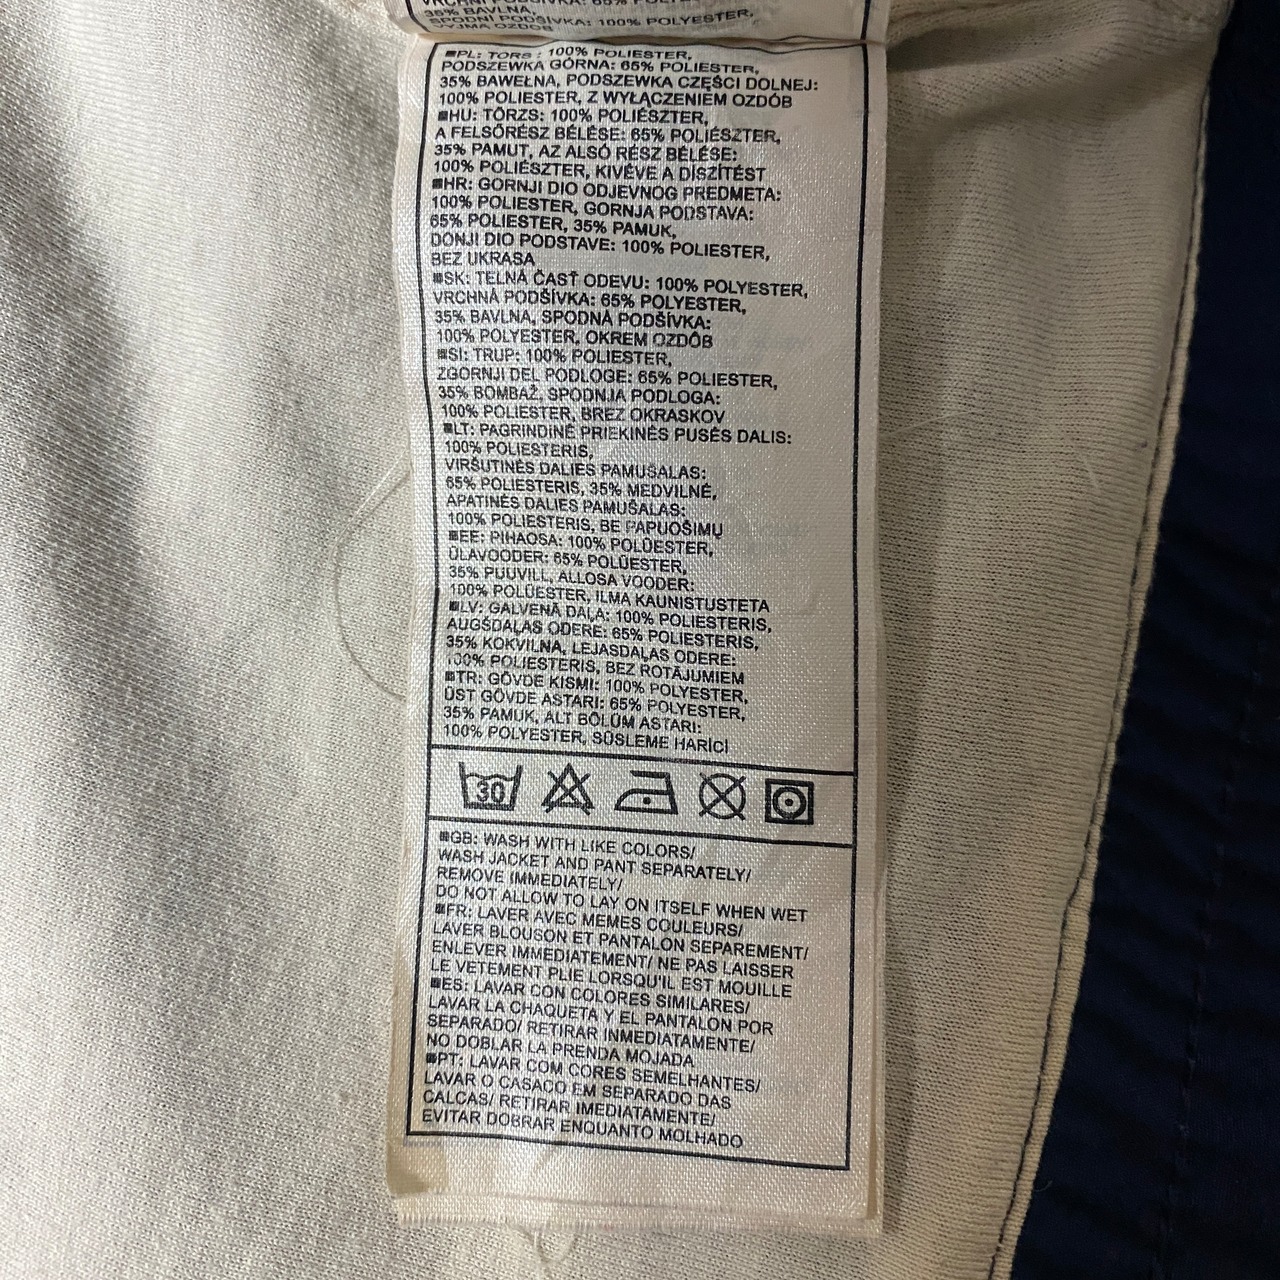 35% BAVLNA,
SPODNÍ PODŠÍVKA: 100% POLYESTER,
■PL: TORS : 100% POLIESTER,
PODSZEWKA GÓRNA: 65% POLIESTER,
35% BAWEŁNA, PODSZEWKA CZĘŚCI DOLNEJ:
100% POLIESTER, Z WYŁĄCZENIEM OZDÓB
■HU: TÖRZS: 100% POLIÉSZTER,
A FELSŐRÉSZ BÉLÉSE: 65% POLIÉSZTER,
35% PAMUT, AZ ALSÓ RÉSZ BÉLÉSE:
100% POLIÉSZTER, KIVÉVE A DÍSZÍTÉST
■HR: GORNJI DIO ODJEVNOG PREDMETA:
100% POLIESTER, GORNJA PODSTAVA:
65% POLIESTER, 35% PAMUK,
DONJI DIO PODSTAVE: 100% POLIESTER,
BEZ UKRASA
■SK: TELNÁ ČASŤ ODEVU: 100% POLYESTER,
VRCHNÁ PODŠÍVKA: 65% POLYESTER,
35% BAVLNA, SPODNÁ PODŠÍVKA:
100% POLYESTER, OKREM OZDÔB
■SI: TRUP: 100% POLIESTER,
ZGORNJI DEL PODLOGE: 65% POLIESTER,
35% BOMBAŽ, SPODNJA PODLOGA:
100% POLIESTER, BREZ OKRASKOV
■LT: PAGRINDINĖ PRIEKINĖS PUSĖS DALIS:
100% POLIESTERIS,
VIRŠUTINĖS DALIES PAMUŠALAS:
65% POLIESTERIS, 35% MEDVILNĖ,
APATINĖS DALIES PAMUŠALAS:
100% POLIESTERIS, BE PAPUOŠIMŲ
■EE: PIHAOSA: 100% POLÜESTER,
ÜLAVOODER: 65% POLÜESTER,
35% PUUVILL, ALLOSA VOODER:
100% POLÜESTER, ILMA KAUNISTUSTETA
■LV: GALVENĀ DAĻA: 100% POLIESTERIS,
AUGŠDAĻAS ODERE: 65% POLIESTERIS,
35% KOKVILNA, LEJASDAĻAS ODERE:
100% POLIESTERIS, BEZ ROTĀJUMIEM
■TR: GÖVDE KISMI: 100% POLYESTER,
ÜST GÖVDE ASTARI: 65% POLYESTER,
35% PAMUK, ALT BÖLÜM ASTARI:
100% POLYESTER, SÜSLEME HARİCİ
30
■GB: WASH WITH LIKE COLORS/
WASH JACKET AND PANT SEPARATELY/
REMOVE IMMEDIATELY/
DO NOT ALLOW TO LAY ON ITSELF WHEN WET
■FR: LAVER AVEC MEMES COULEURS/
LAVER BLOUSON ET PANTALON SEPAREMENT/
ENLEVER IMMEDIATEMENT/ NE PAS LAISSER
LE VETEMENT PLIE LORSQU'IL EST MOUILLE
■ES: LAVAR CON COLORES SIMILARES/
LAVAR LA CHAQUETA Y EL PANTALON POR
SEPARADO/ RETIRAR INMEDIATAMENTE/
NO DOBLAR LA PRENDA MOJADA
■PT: LAVAR COM CORES SEMELHANTES/
LAVAR O CASACO EM SEPARADO DAS
CALCAS/ RETIRAR IMEDIATAMENTE/
EVITAR DOBRAR ENQUANTO MOLHADO